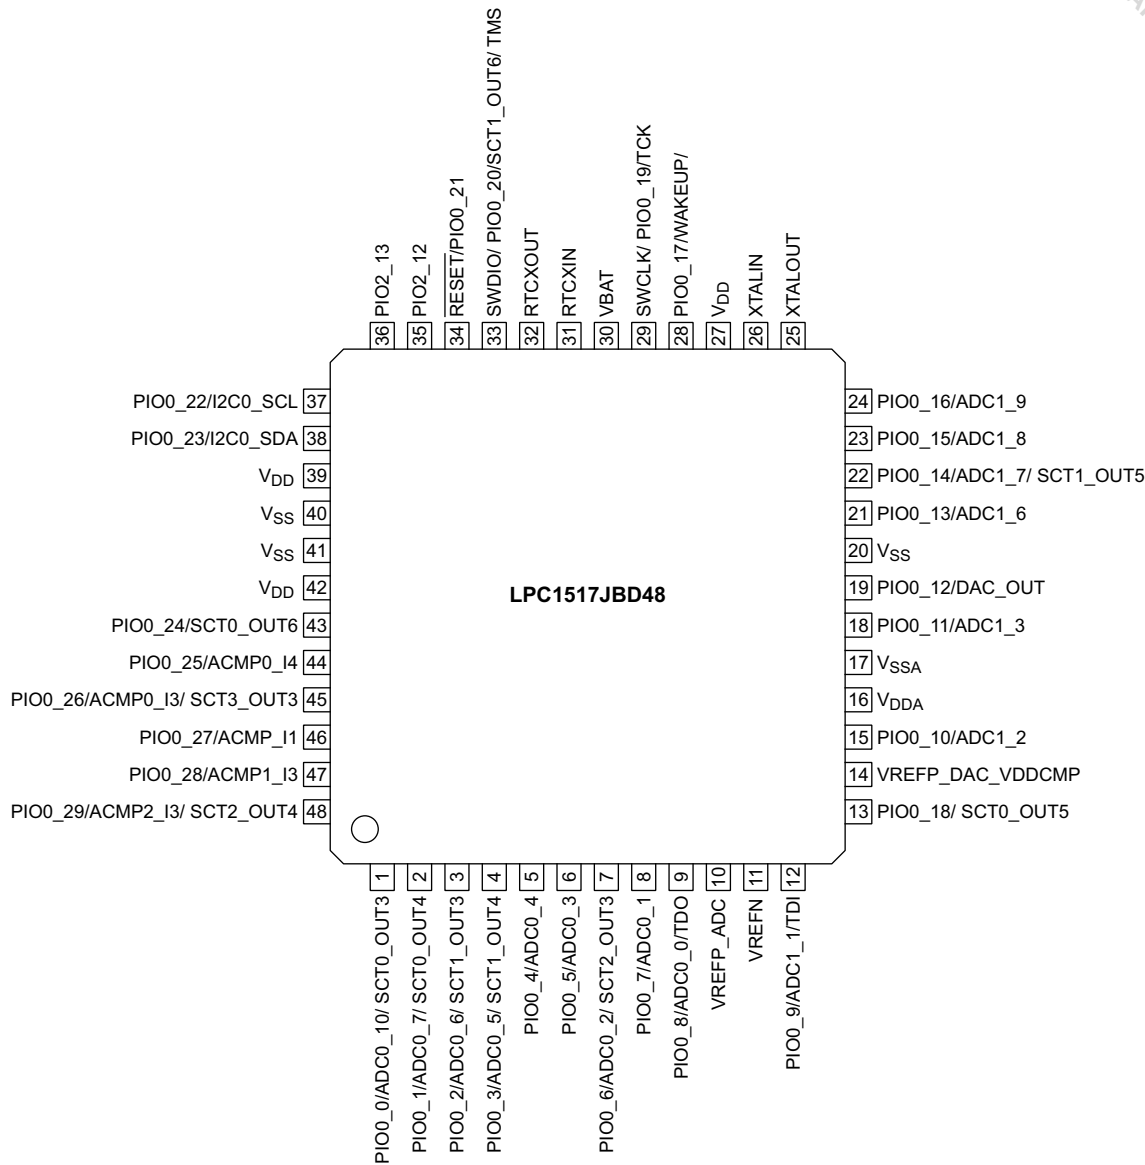 36 PIO2_13
35 PIO2_12
34 RESET/PIO0_21
33 SWDIO/ PIO0_20/SCT1_OUT6/ TMS
32 RTCXOUT
31 RTCXIN
30 VBAT
29 SWCLK/ PIO0_19/TCK
28 PIO0_17/WAKEUP/
27 VDD
26 XTALIN
25 XTALOUT
PIO0_22/I2C0_SCL 37
PIO0_23/I2C0_SDA 38
VDD 39
VSS 40
VSS 41
VDD 42
PIO0_24/SCT0_OUT6 43
PIO0_25/ACMP0_I4 44
PIO0_26/ACMP0_I3/ SCT3_OUT3 45
PIO0_27/ACMP_I1 46
PIO0_28/ACMP1_I3 47
PIO0_29/ACMP2_I3/ SCT2_OUT4 48
LPC1517JBD48
24 PIO0_16/ADC1_9
23 PIO0_15/ADC1_8
22 PIO0_14/ADC1_7/ SCT1_OUT5
21 PIO0_13/ADC1_6
20 VSS
19 PIO0_12/DAC_OUT
18 PIO0_11/ADC1_3
17 VSSA
16 VDDA
15 PIO0_10/ADC1_2
14 VREFP_DAC_VDDCMP
13 PIO0_18/ SCT0_OUT5
PIO0_0/ADC0_10/ SCT0_OUT3 1
PIO0_1/ADC0_7/ SCT0_OUT4 2
PIO0_2/ADC0_6/ SCT1_OUT3 3
PIO0_3/ADC0_5/ SCT1_OUT4 4
PIO0_4/ADC0_4 5
PIO0_5/ADC0_3 6
PIO0_6/ADC0_2/ SCT2_OUT3 7
PIO0_7/ADC0_1 8
PIO0_8/ADC0_0/TDO 9
VREFP_ADC 10
VREFN 11
PIO0_9/ADC1_1/TDI 12